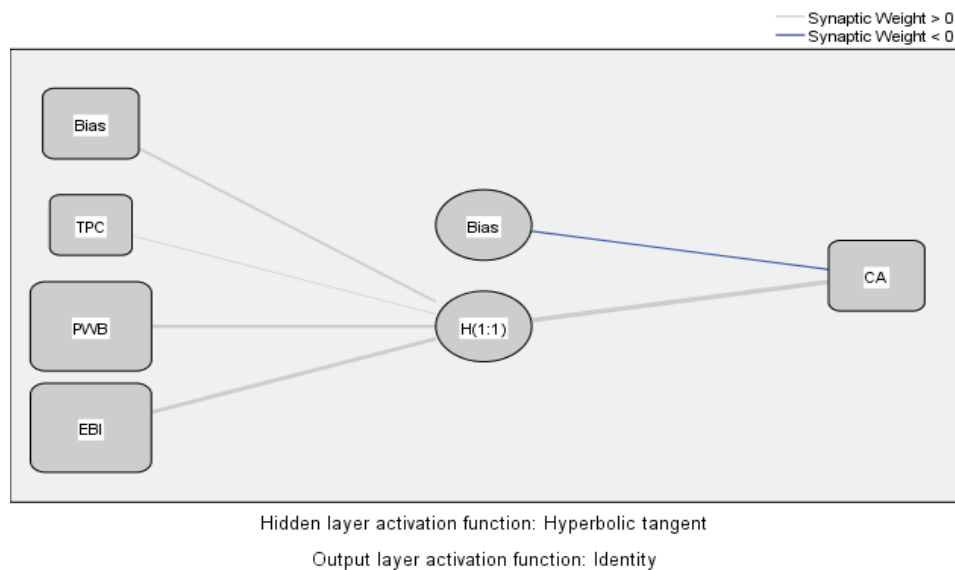 Synaptic Weight > 0
Synaptic Weight < 0
Bias
TPC
Bias
CA
PWB
H(1:1)
EBI
Hidden layer activation function: Hyperbolic tangent
Output layer activation function: Identity